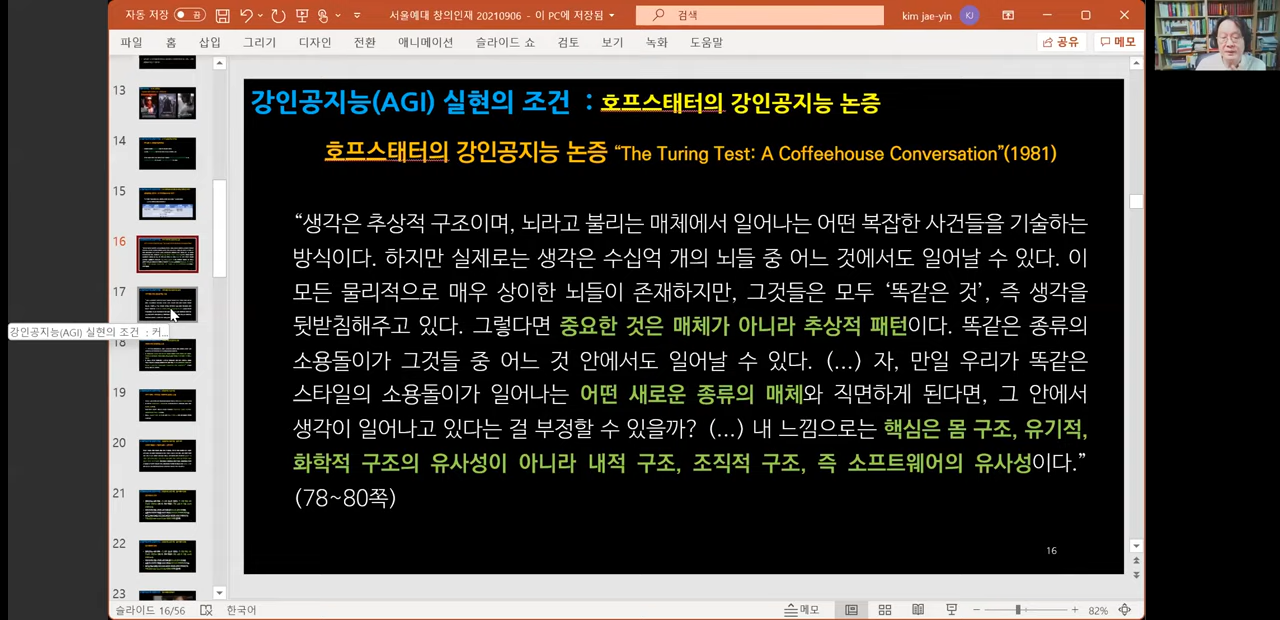 자동 저장 끔 서울예대 창의인재 20210906 - 이 PC에 저장됨 검색 kim jae-yin KJ
파일 홈 삽입 그리기 디자인 전환 애니메이션 슬라이드 쇼 검토 보기 녹화 도움말 공유 메모
13
14
15
16
17
강인공지능(AGI) 실현의 조건 : 커...
18
19
20
21
22
23
강인공지능(AGI) 실현의 조건 : 호프스태터의 강인공지능 논증
호프스태터의 강인공지능 논증 “The Turing Test: A Coffeehouse Conversation”(1981)
“생각은 추상적 구조이며, 뇌라고 불리는 매체에서 일어나는 어떤 복잡한 사건들을 기술하는
방식이다. 하지만 실제로는 생각은 수십억 개의 뇌들 중 어느 것에서도 일어날 수 있다. 이
모든 물리적으로 매우 상이한 뇌들이 존재하지만, 그것들은 모두 ‘똑같은 것’, 즉 생각을
뒷받침해주고 있다. 그렇다면 중요한 것은 매체가 아니라 추상적 패턴이다. 똑같은 종류의
소용돌이가 그것들 중 어느 것 안에서도 일어날 수 있다. (...) 자, 만일 우리가 똑같은
스타일의 소용돌이가 일어나는 어떤 새로운 종류의 매체와 직면하게 된다면, 그 안에서
생각이 일어나고 있다는 걸 부정할 수 있을까? (...) 내 느낌으로는 핵심은 몸 구조, 유기적,
화학적 구조의 유사성이 아니라 내적 구조, 조직적 구조, 즉 소프트웨어의 유사성이다.”
(78~80쪽)
16
슬라이드 16/56 한국어 메모 82%